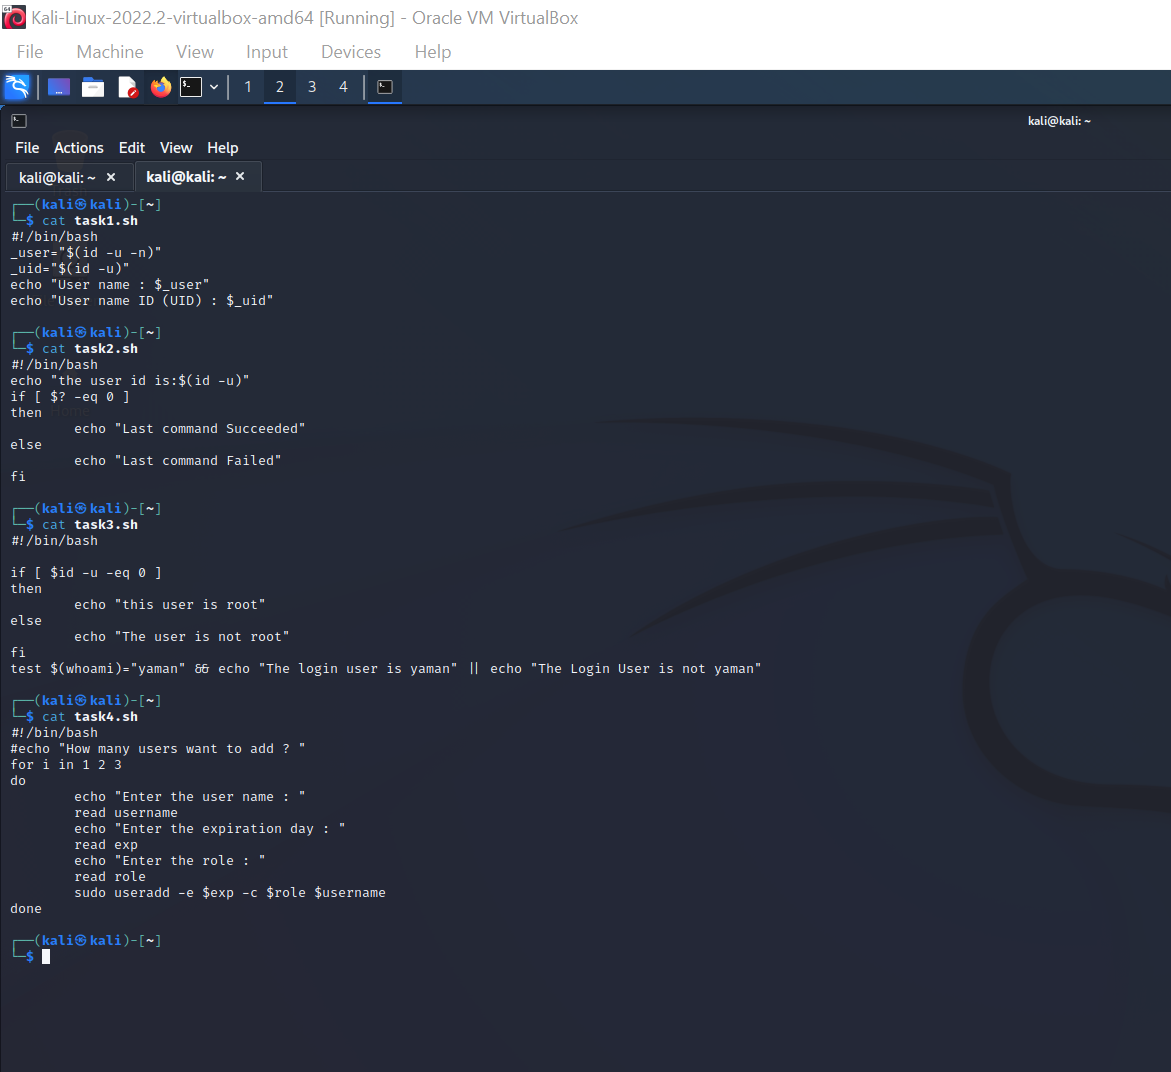 Kali-Linux-2022.2-virtualbox-amd64 [Running] - Oracle VM VirtualBox
File Machine View Input Devices Help
1 2 3 4
kali@kali: ~
File Actions Edit View Help
kali@kali: ~ × kali@kali: ~ ×
┌──(kali㉿kali)-[~]
└─$ cat task1.sh
#!/bin/bash
_user="$(id -u -n)"
_uid="$(id -u)"
echo "User name : $_user"
echo "User name ID (UID) : $_uid"
┌──(kali㉿kali)-[~]
└─$ cat task2.sh
#!/bin/bash
echo "the user id is:$(id -u)"
if [ $? -eq 0 ]
then
echo "Last command Succeeded"
else
echo "Last command Failed"
fi
┌──(kali㉿kali)-[~]
└─$ cat task3.sh
#!/bin/bash
if [ $id -u -eq 0 ]
then
echo "this user is root"
else
echo "The user is not root"
fi
test $(whoami)="yaman" && echo "The login user is yaman" || echo "The Login User is not yaman"
┌──(kali㉿kali)-[~]
└─$ cat task4.sh
#!/bin/bash
#echo "How many users want to add ? "
for i in 1 2 3
do
echo "Enter the user name : "
read username
echo "Enter the expiration day : "
read exp
echo "Enter the role : "
read role
sudo useradd -e $exp -c $role $username
done
┌──(kali㉿kali)-[~]
└─$